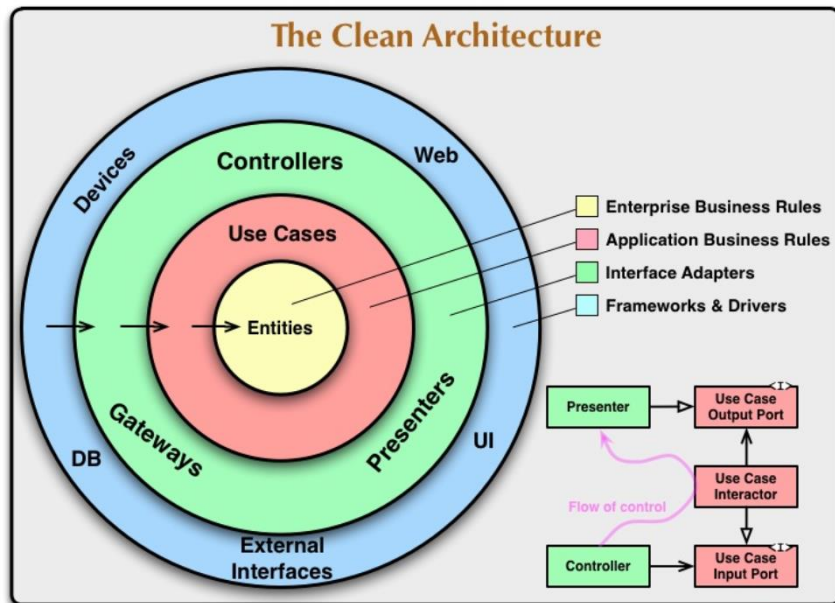 The Clean Architecture
Devices
Web
Controllers
Use Cases
Entities
Gateways
Presenters
DB
UI
External
Interfaces
Enterprise Business Rules
Application Business Rules
Interface Adapters
Frameworks & Drivers
Presenter
<I>
Use Case
Output Port
Flow of control
Use Case
Interactor
Controller
<I>
Use Case
Input Port